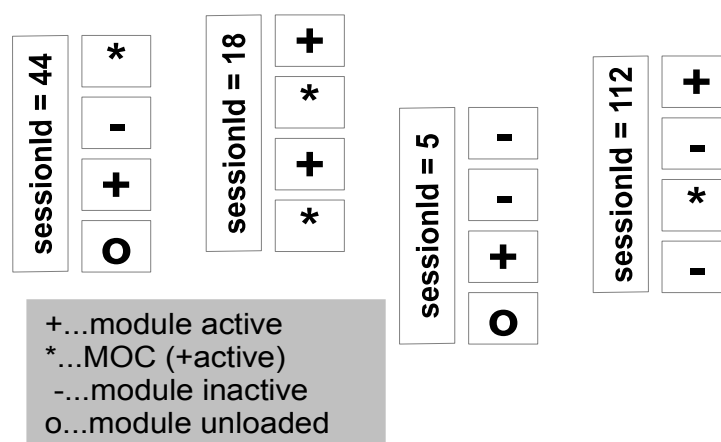 sessionId = 44
*
-
+
o
sessionId = 18
+
*
+
*
sessionId = 5
-
-
+
o
sessionId = 112
+
-
*
-
+...module active
*...MOC (+active)
-...module inactive
o...module unloaded